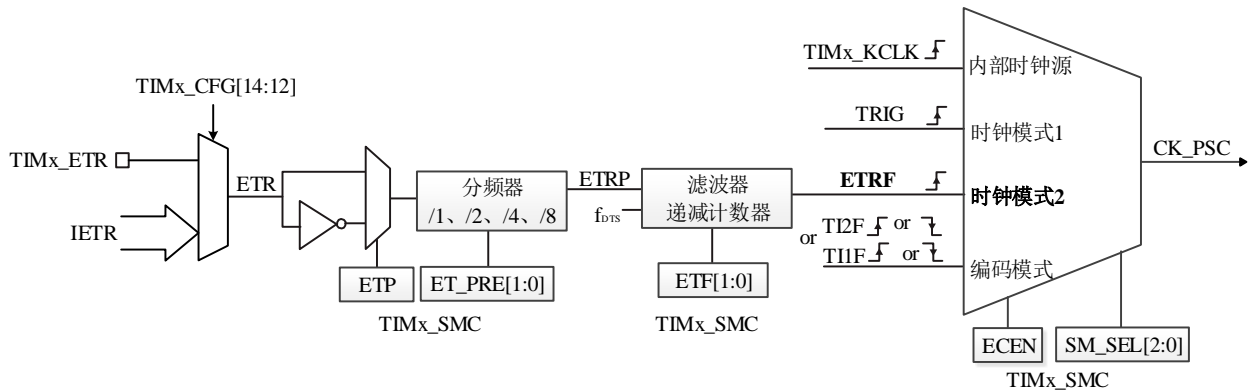 TIMx_CFG[14:12]
TIMx_ETR
IETR
ETR
ETP
TIMx_SMC
分频器
/1、/2、/4、/8
ET_PRE[1:0]
ETRP
fDTS
滤波器
递减计数器
ETF[1:0]
TIMx_SMC
TIMx_KCLK
内部时钟源
TRIG
时钟模式1
ETRF
时钟模式2
TI2F or
or
TI1F or
编码模式
CK_PSC
ECEN
SM_SEL[2:0]
TIMx_SMC